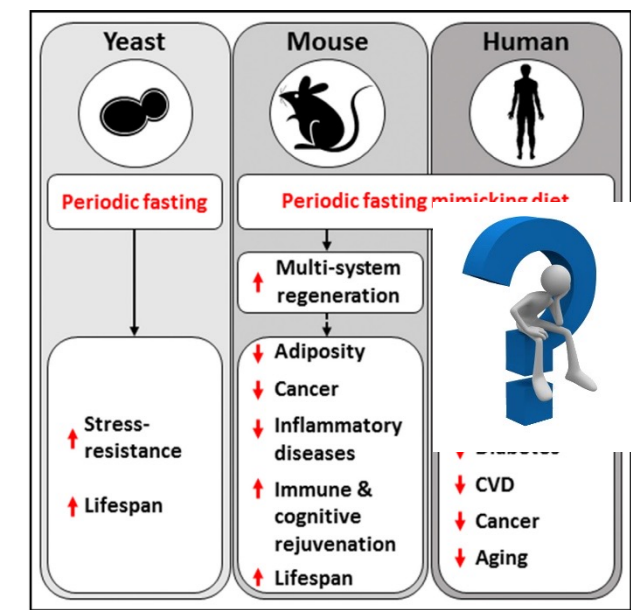 Yeast
Mouse
Human
Periodic fasting
Periodic fasting mimicking diet
Multi-system
regeneration
Stress-
resistance
Lifespan
Adiposity
Cancer
Inflammatory
diseases
Immune &
cognitive
rejuvenation
Lifespan
Diabetes
CVD
Cancer
Aging